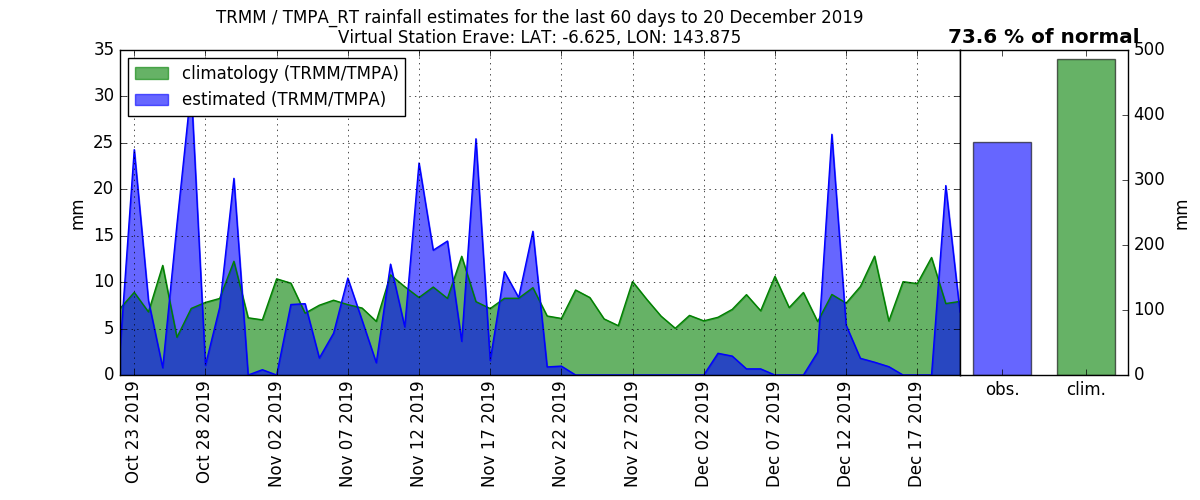 TRMM / TMPA_RT rainfall estimates for the last 60 days to 20 December 2019
Virtual Station Erave: LAT: -6.625, LON: 143.875
73.6 % of normal
climatology (TRMM/TMPA)
estimated (TRMM/TMPA)
mm
35
30
25
20
15
10
5
0
Oct 23 2019
Oct 28 2019
Nov 02 2019
Nov 07 2019
Nov 12 2019
Nov 17 2019
Nov 22 2019
Nov 27 2019
Dec 02 2019
Dec 07 2019
Dec 12 2019
Dec 17 2019
obs.
clim.
500
400
300
200
100
0
mm